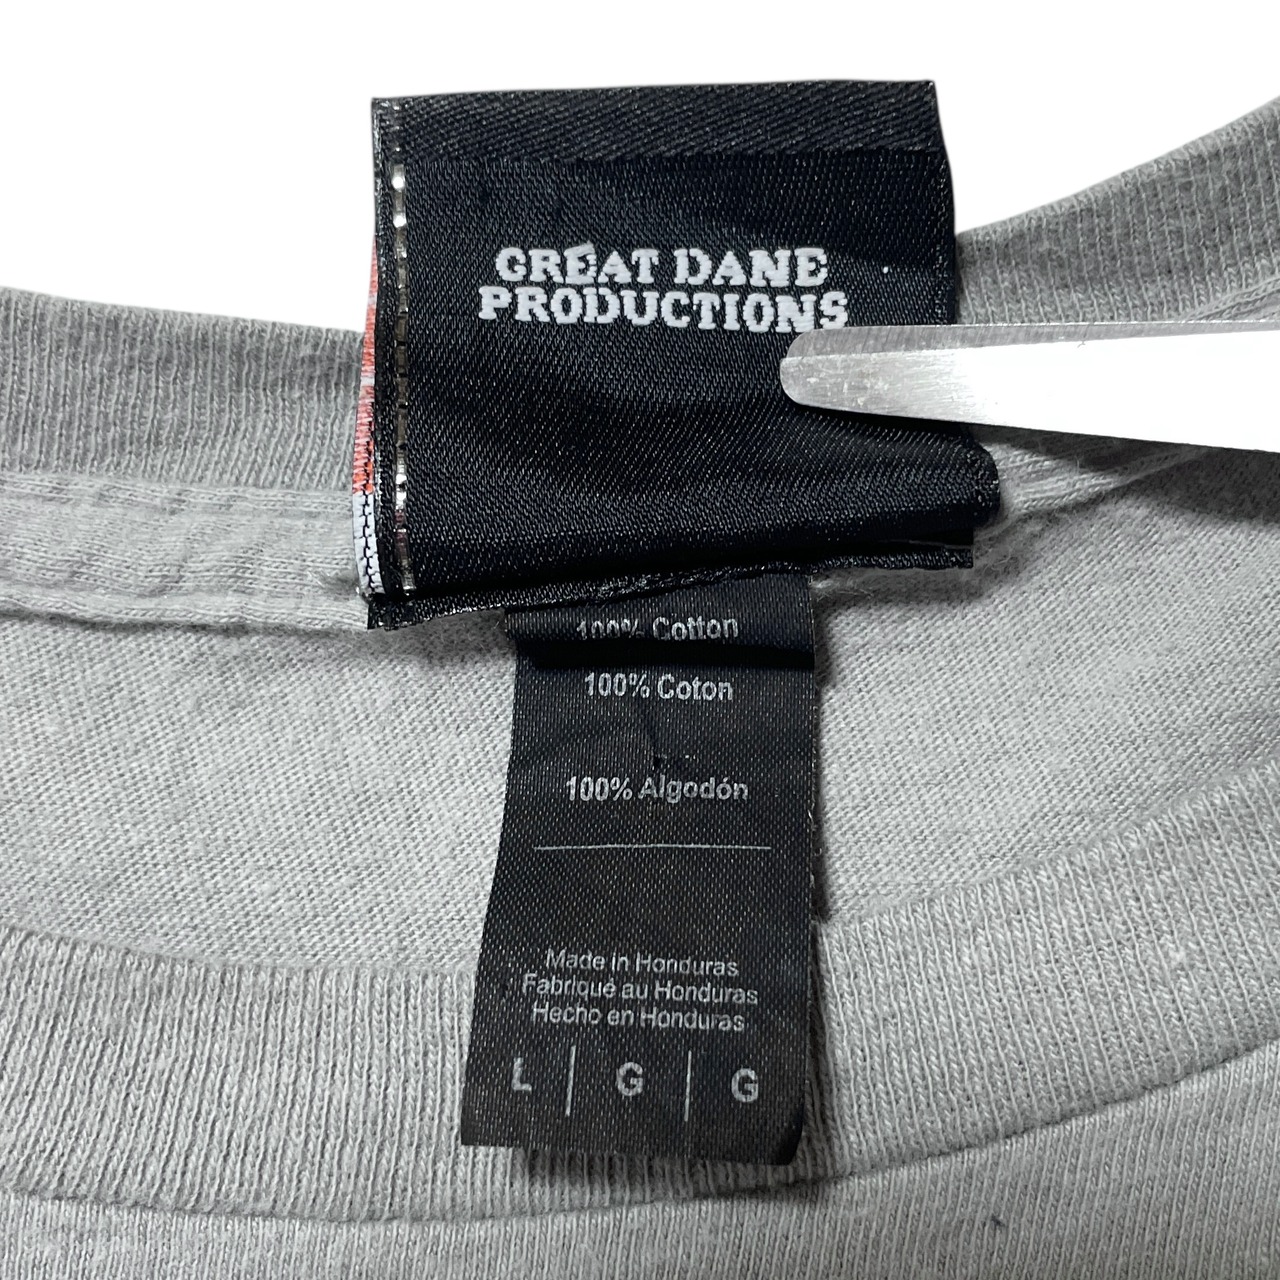 GREAT DANE
PRODUCTIONS
100% Cotton
100% Coton
100% Algodón
Made in Honduras
Fabriqué au Honduras
Hecho en Honduras
L | G | G